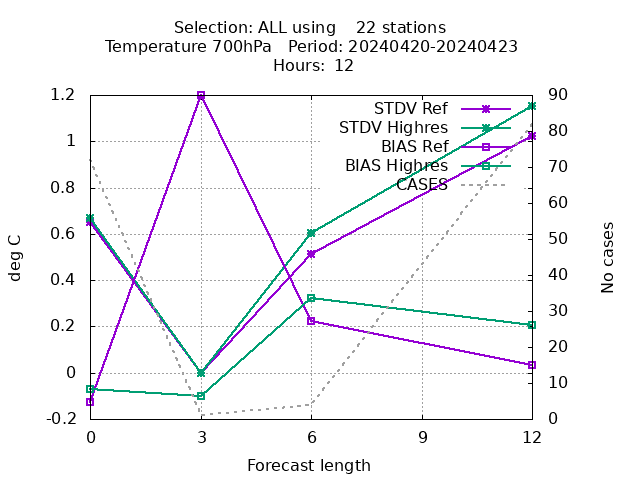 Selection: ALL using    22 stations
Temperature 700hPa   Period: 20240420-20240423
Hours: 12
STDV Ref
STDV Highres
BIAS Ref
BIAS Highres
CASES
1.2
1
0.8
0.6
0.4
0.2
0
-0.2
deg C
90
80
70
60
50
40
30
20
10
0
No cases
0 3 6 9 12
Forecast length